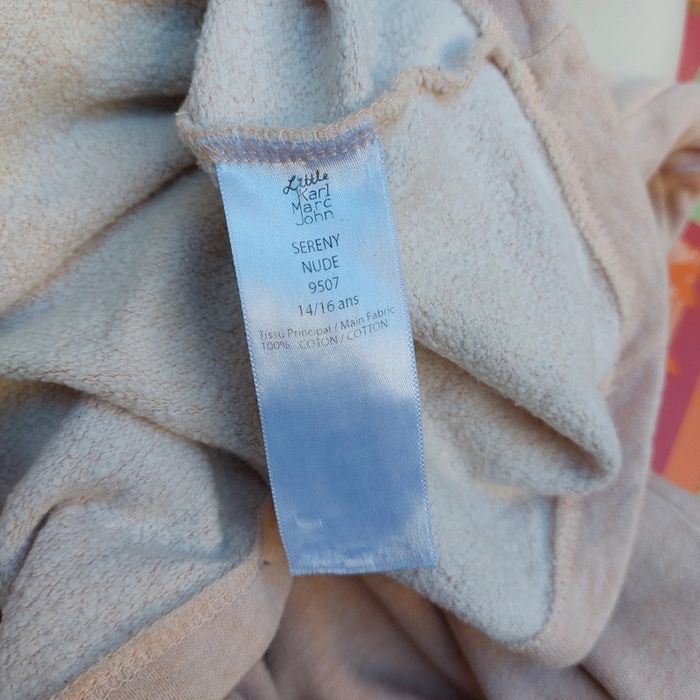 Little
Karl
Marc
John
SERENY
NUDE
9507
14/16 ans
Tissu Principal / Main Fabric
100% COTON / COTTON